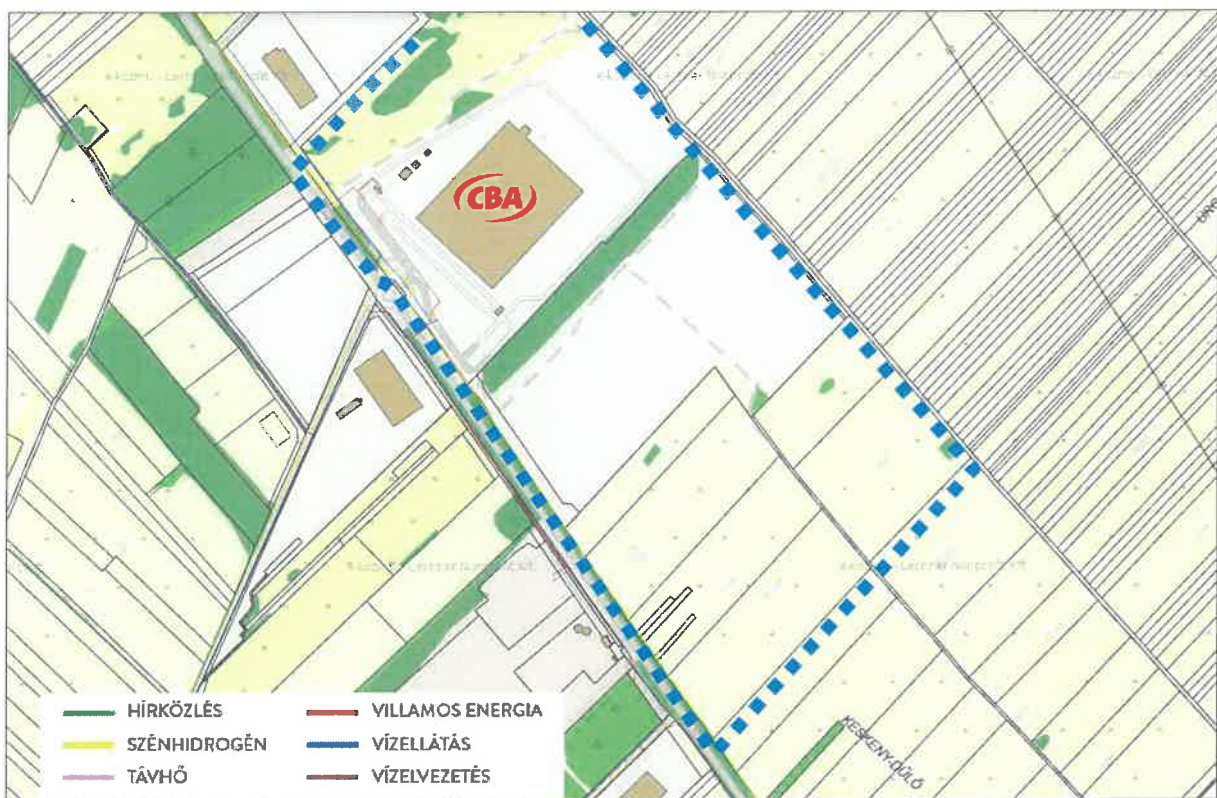 CBA
KESKENY-DŰLŐ
HÍRKÖZLÉS
SZÉNHIDROGÉN
TÁVHŐ
VILLAMOS ENERGIA
VÍZELLÁTÁS
VÍZELVEZETÉS